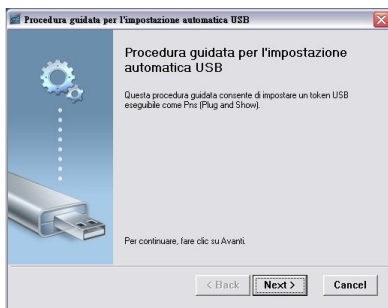 Procedura guidata per l'impostazione automatica USB
Procedura guidata per l'impostazione
automatica USB
Questa procedura guidata consente di impostare un token USB
eseguibile come Pns (Plug and Show).
Per continuare, fare clic su Avanti.
< Back
Next >
Cancel